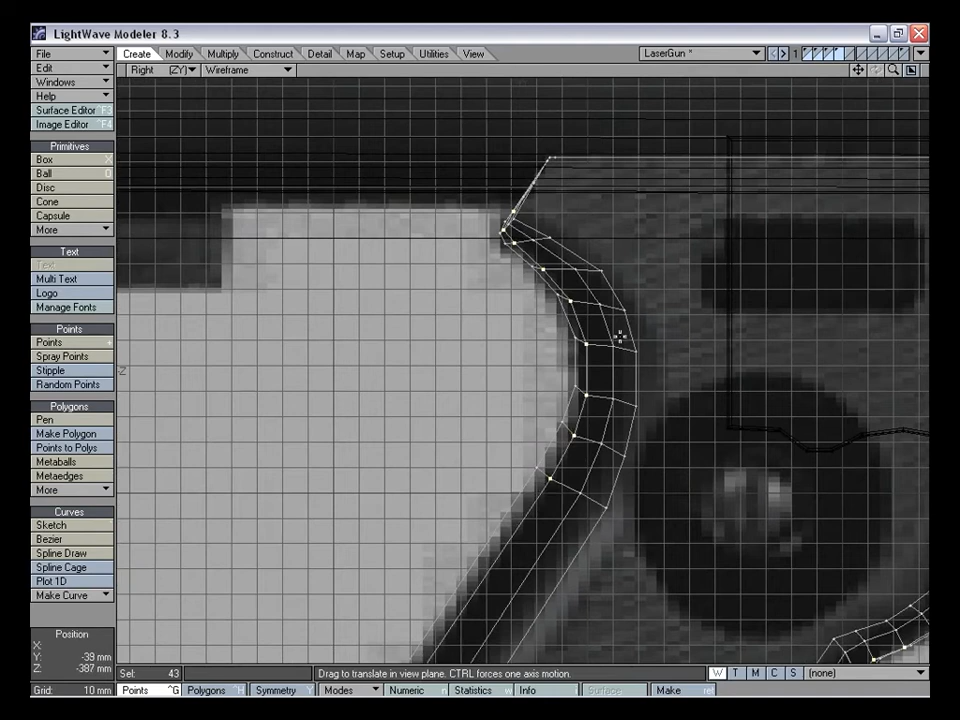 LightWave Modeler 8.3
File Create Modify Multiply Construct Detail Map Setup Utilities View LaserGun * 1
Edit Right (ZY) Wireframe
Windows
Help
Surface Editor ^F3
Image Editor ^F4
Primitives
Box X
Ball O
Disc
Cone
Capsule
More
Text
Text
Multi Text
Logo
Manage Fonts
Points
Points +
Spray Points
Stipple
Random Points
Polygons
Pen
Make Polygon
Points to Polys
Metaballs
Metaedges
More
Curves
Sketch
Bezier
Spline Draw
Spline Cage
Plot 1D
Make Curve
Position
X:
Y: -39 mm
Z: -387 mm
Sel: 43 Drag to translate in view plane. CTRL forces one axis motion. W T M C S (none)
Grid: 10 mm Points ^G Polygons ^H Symmetry Y Modes Numeric n Statistics w Info i Surface Make ret
-Z